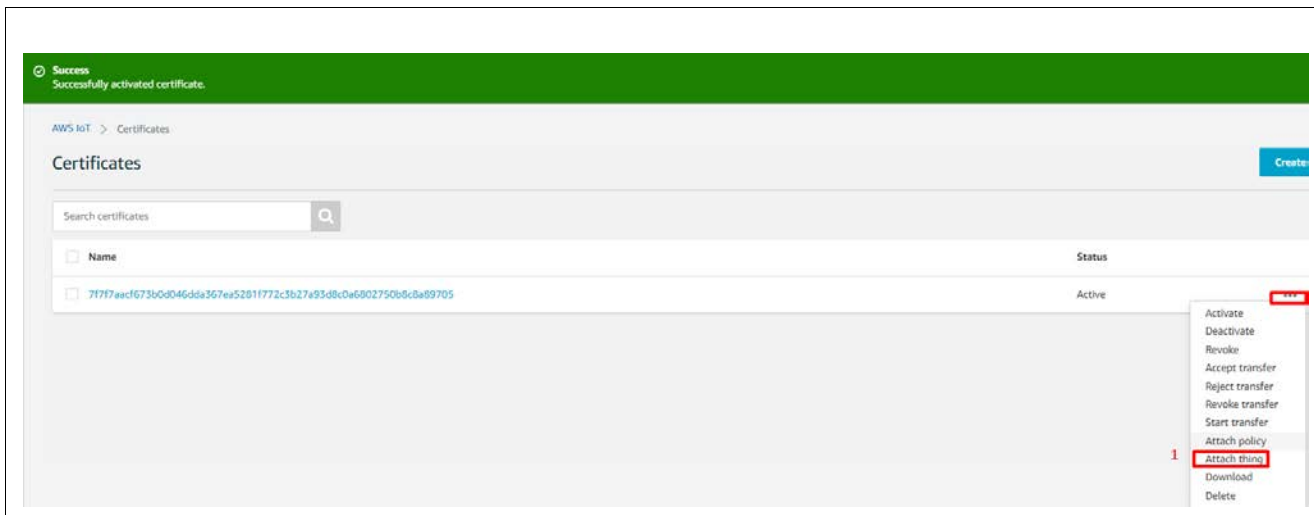 Success
Successfully activated certificate.
AWS IoT > Certificates
Certificates
Create
Search certificates
Name Status
7f7f7aacf673b0d046dda367ea5281f772c3b27a93d8c0a6802750b8c8a89705 Active
Activate
Deactivate
Revoke
Accept transfer
Reject transfer
Revoke transfer
Start transfer
Attach policy
1 Attach thing
Download
Delete